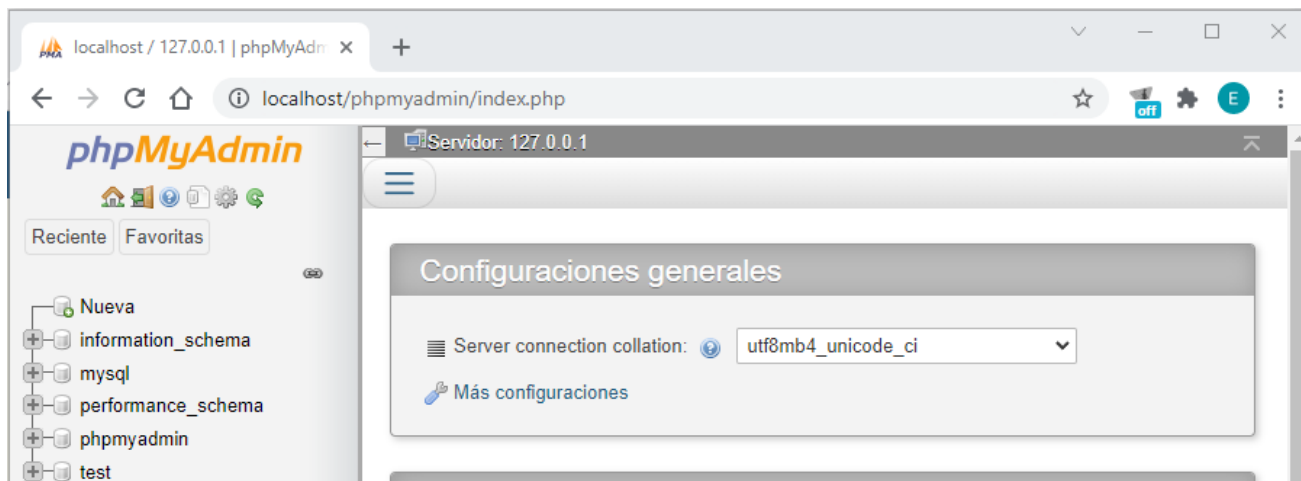 PMA localhost / 127.0.0.1 | phpMyAdm
localhost/phpmyadmin/index.php
off
E
phpMyAdmin
Servidor: 127.0.0.1
Reciente Favoritas
Configuraciones generales
Nueva
information_schema
Server connection collation: utf8mb4_unicode_ci
mysql
Más configuraciones
performance_schema
phpmyadmin
test